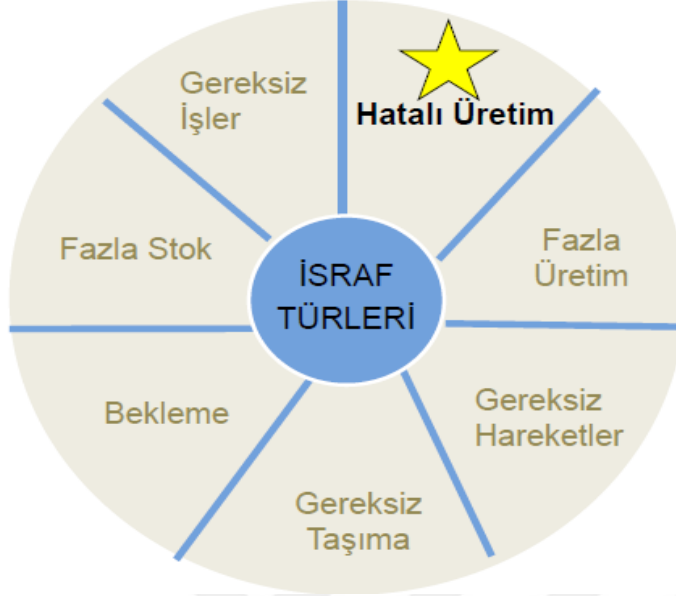 Hatalı Üretim
Fazla
Üretim
Gereksiz
Hareketler
Gereksiz
Taşıma
Bekleme
Fazla Stok
Gereksiz
İşler
İSRAF
TÜRLERİ